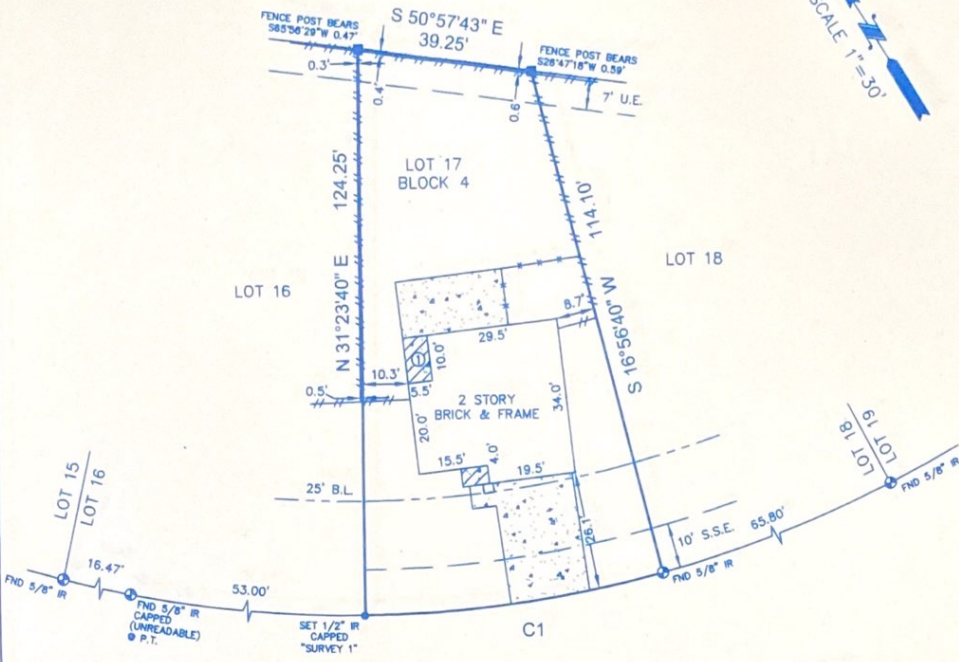 FENCE POST BEARS
S65°56'29"W 0.47'
S 50°57'43" E
39.25'
FENCE POST BEARS
S28°47'18"W 0.59'
SCALE 1"=30'
0.3'
0.4'
0.6'
7' U.E.
LOT 17
BLOCK 4
124.25'
N 31°23'40" E
114.10'
S 16°56'40" W
LOT 16
LOT 18
8.7'
29.5'
1
10.0'
10.3'
5.5'
0.5'
2 STORY
BRICK & FRAME
34.0'
20.0'
15.5'
4.0'
19.5'
25' B.L.
26.1'
10' S.S.E.
65.80'
LOT 18
LOT 19
FND 5/8" IR
LOT 15
LOT 16
16.47'
FND 5/8" IR
53.00'
FND 5/8" IR
CAPPED
(UNREADABLE)
@ P.T.
SET 1/2" IR
CAPPED
"SURVEY 1"
C1
FND 5/8" IR